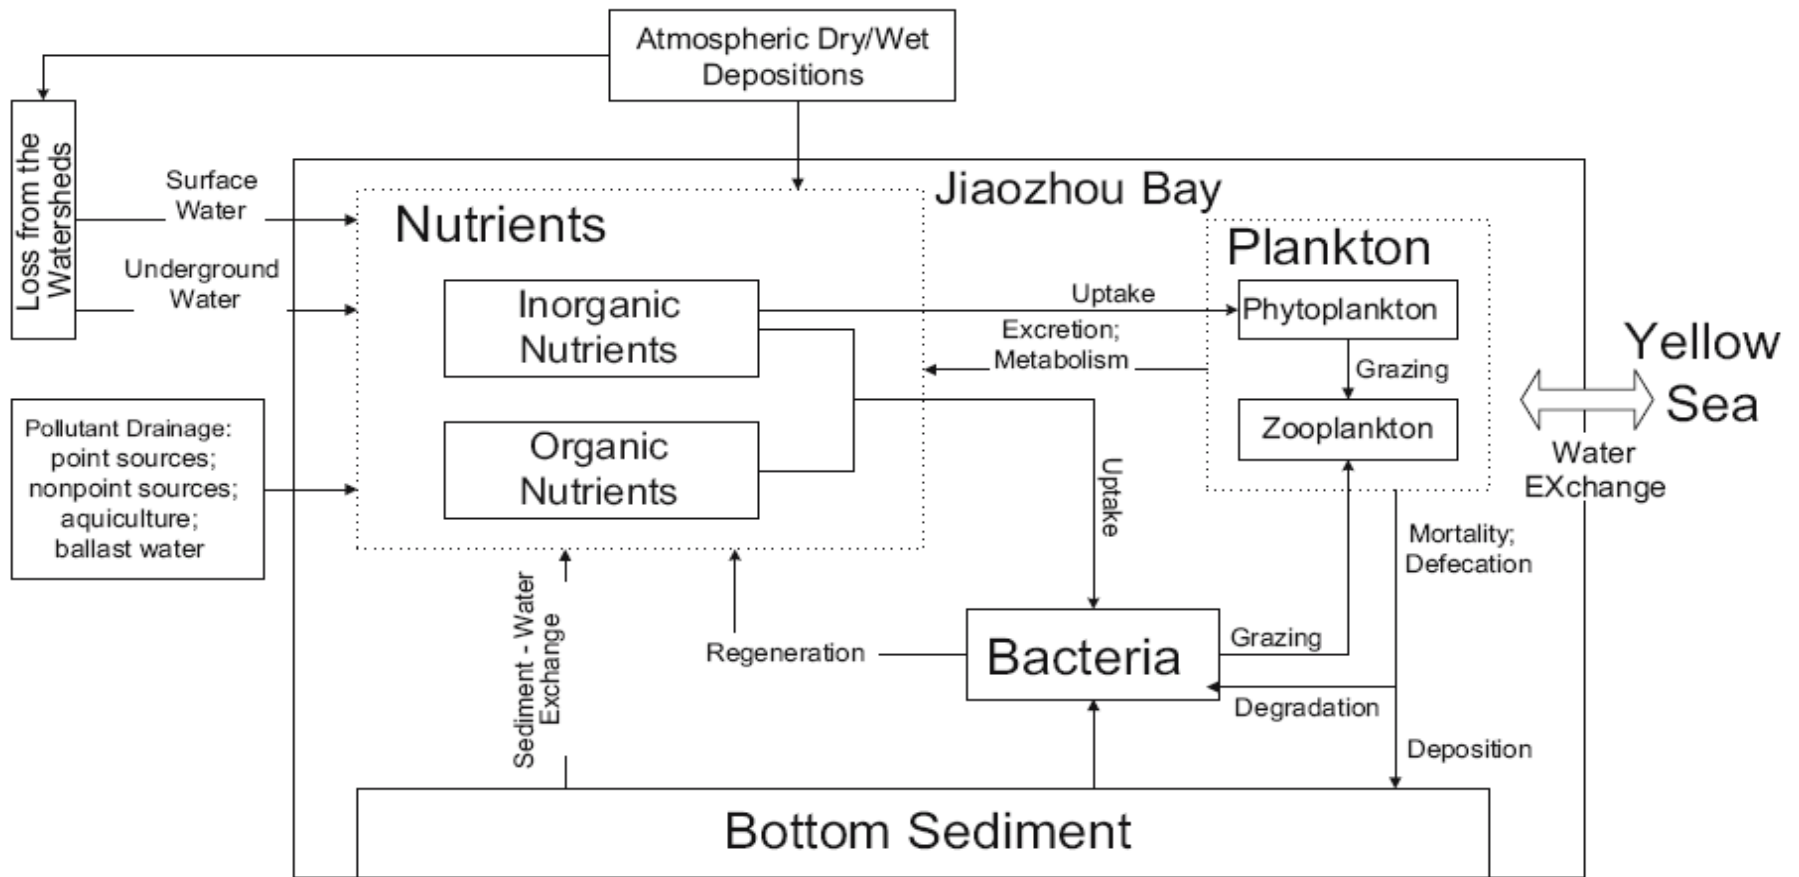 Atmospheric Dry/Wet
Depositions
Loss from the
Watersheds
Surface
Water
Underground
Water
Pollutant Drainage:
point sources;
nonpoint sources;
aquiculture;
ballast water
Jiaozhou Bay
Nutrients
Inorganic
Nutrients
Organic
Nutrients
Uptake
Excretion;
Metabolism
Plankton
Phytoplankton
Grazing
Zooplankton
Yellow
Sea
Water
EXchange
Uptake
Mortality;
Defecation
Sediment - Water
Exchange
Regeneration
Bacteria
Grazing
Degradation
Deposition
Bottom Sediment